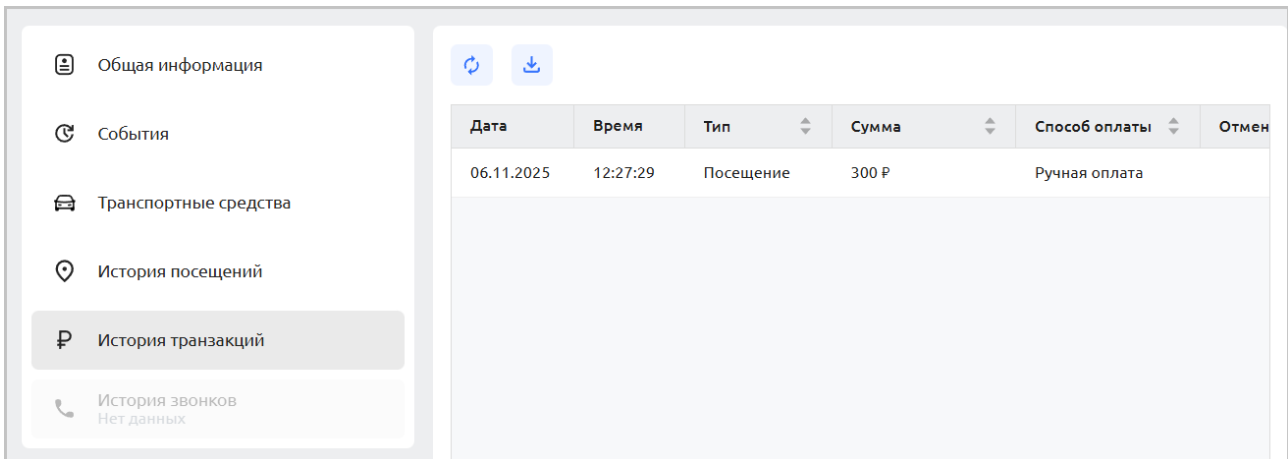 Общая информация
События
Транспортные средства
История посещений
История транзакций
История звонков
Нет данных
Дата Время Тип Сумма Способ оплаты Отмен
06.11.2025 12:27:29 Посещение 300 ₽ Ручная оплата